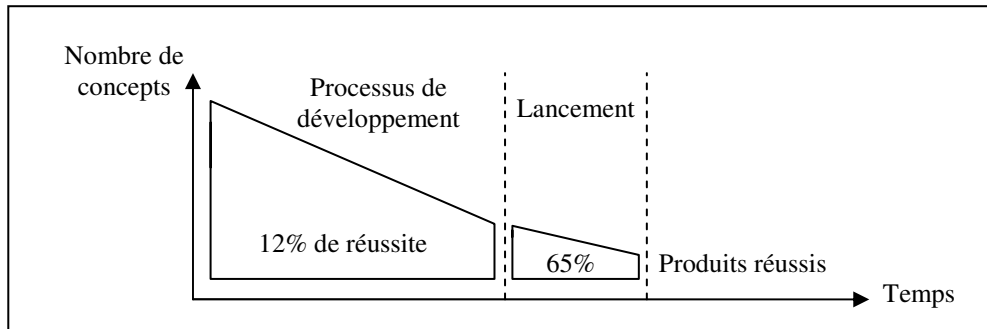 Nombre de
concepts
Processus de
développement
Lancement
12% de réussite
65%
Produits réussis
Temps